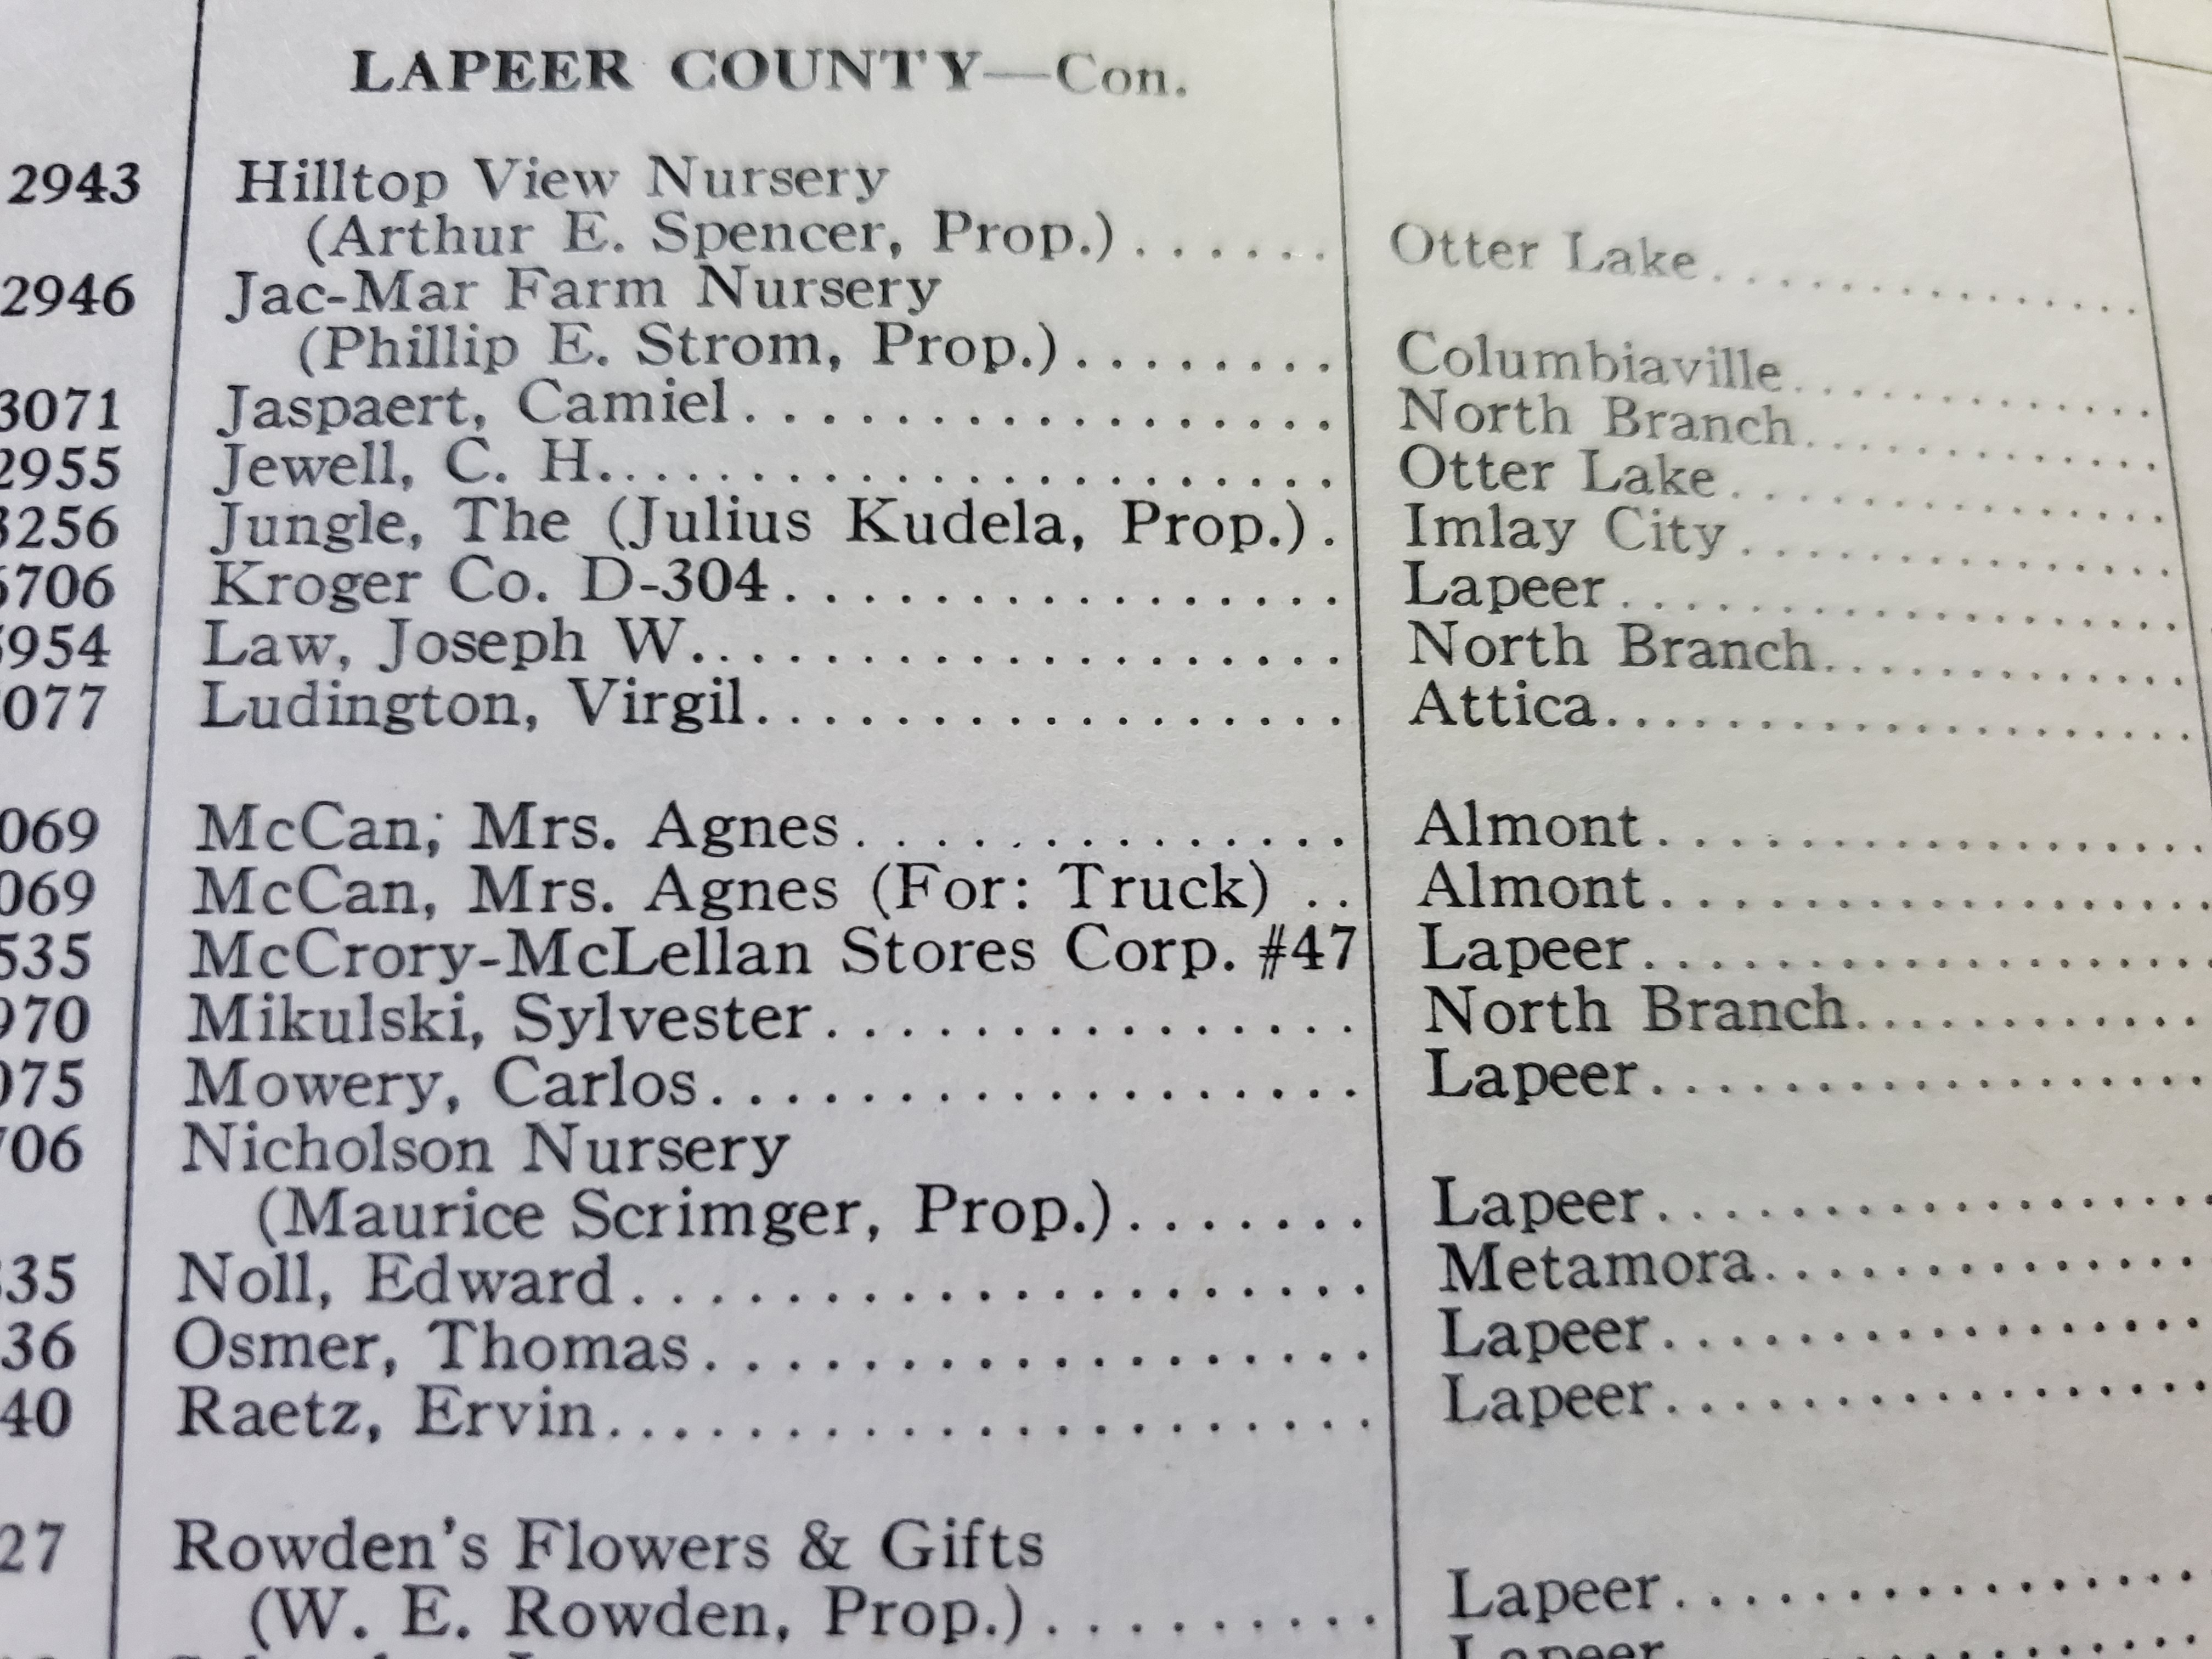 LAPEER COUNTY—Con.
2943 Hilltop View Nursery
(Arthur E. Spencer, Prop.)...... Otter Lake................
2946 Jac-Mar Farm Nursery
(Phillip E. Strom, Prop.)........ Columbiaville.............
3071 Jaspaert, Camiel................. North Branch.............
2955 Jewell, C. H...................... Otter Lake...............
3256 Jungle, The (Julius Kudela, Prop.). Imlay City...............
6706 Kroger Co. D-304................ Lapeer....................
5954 Law, Joseph W.................... North Branch.............
077 Ludington, Virgil.................. Attica.....................
069 McCan, Mrs. Agnes............... Almont....................
069 McCan, Mrs. Agnes (For: Truck) .. Almont....................
535 McCrory-McLellan Stores Corp. #47 Lapeer....................
970 Mikulski, Sylvester................ North Branch.............
075 Mowery, Carlos................... Lapeer....................
706 Nicholson Nursery
(Maurice Scrimger, Prop.)....... Lapeer....................
35 Noll, Edward..................... Metamora................
36 Osmer, Thomas................... Lapeer...................
40 Raetz, Ervin...................... Lapeer...................
27 Rowden's Flowers & Gifts
(W. E. Rowden, Prop.).......... Lapeer...................
Lapeer